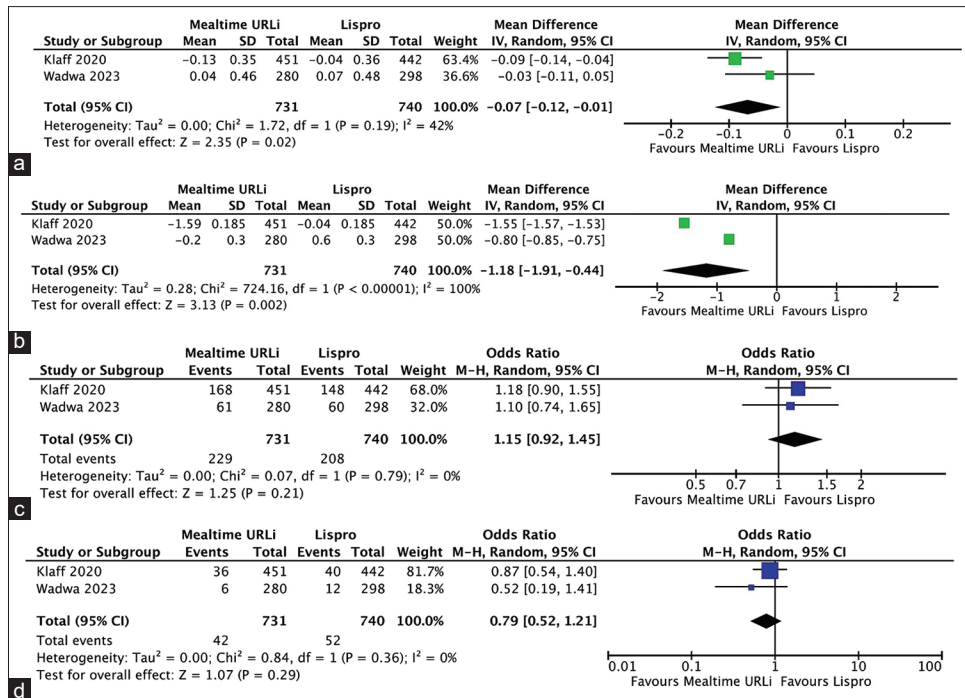 Mealtime URLi Lispro Mean Difference Mean Difference
Study or Subgroup Mean SD Total Mean SD Total Weight IV, Random, 95% CI IV, Random, 95% CI
Klaff 2020 −0.13 0.35 451 −0.04 0.36 442 63.4% −0.09 [−0.14, −0.04]
Wadwa 2023 0.04 0.46 280 0.07 0.48 298 36.6% −0.03 [−0.11, 0.05]
Total (95% CI) 731 740 100.0% −0.07 [−0.12, −0.01]
Heterogeneity: Tau² = 0.00; Chi² = 1.72, df = 1 (P = 0.19); I² = 42%
Test for overall effect: Z = 2.35 (P = 0.02)
−0.2 −0.1 0 0.1 0.2
Favours Mealtime URLi Favours Lispro
a
Mealtime URLi Lispro Mean Difference Mean Difference
Study or Subgroup Mean SD Total Mean SD Total Weight IV, Random, 95% CI IV, Random, 95% CI
Klaff 2020 −1.59 0.185 451 −0.04 0.185 442 50.0% −1.55 [−1.57, −1.53]
Wadwa 2023 −0.2 0.3 280 0.6 0.3 298 50.0% −0.80 [−0.85, −0.75]
Total (95% CI) 731 740 100.0% −1.18 [−1.91, −0.44]
Heterogeneity: Tau² = 0.28; Chi² = 724.16, df = 1 (P < 0.00001); I² = 100%
Test for overall effect: Z = 3.13 (P = 0.002)
−2 −1 0 1 2
Favours Mealtime URLi Favours Lispro
b
Mealtime URLi Lispro Odds Ratio Odds Ratio
Study or Subgroup Events Total Events Total Weight M-H, Random, 95% CI M-H, Random, 95% CI
Klaff 2020 168 451 148 442 68.0% 1.18 [0.90, 1.55]
Wadwa 2023 61 280 60 298 32.0% 1.10 [0.74, 1.65]
Total (95% CI) 731 740 100.0% 1.15 [0.92, 1.45]
Total events 229 208
Heterogeneity: Tau² = 0.00; Chi² = 0.07, df = 1 (P = 0.79); I² = 0%
Test for overall effect: Z = 1.25 (P = 0.21)
0.5 0.7 1 1.5 2
Favours Mealtime URLi Favours Lispro
c
Mealtime URLi Lispro Odds Ratio Odds Ratio
Study or Subgroup Events Total Events Total Weight M-H, Random, 95% CI M-H, Random, 95% CI
Klaff 2020 36 451 40 442 81.7% 0.87 [0.54, 1.40]
Wadwa 2023 6 280 12 298 18.3% 0.52 [0.19, 1.41]
Total (95% CI) 731 740 100.0% 0.79 [0.52, 1.21]
Total events 42 52
Heterogeneity: Tau² = 0.00; Chi² = 0.84, df = 1 (P = 0.36); I² = 0%
Test for overall effect: Z = 1.07 (P = 0.29)
0.01 0.1 1 10 100
Favours Mealtime URLi Favours Lispro
d